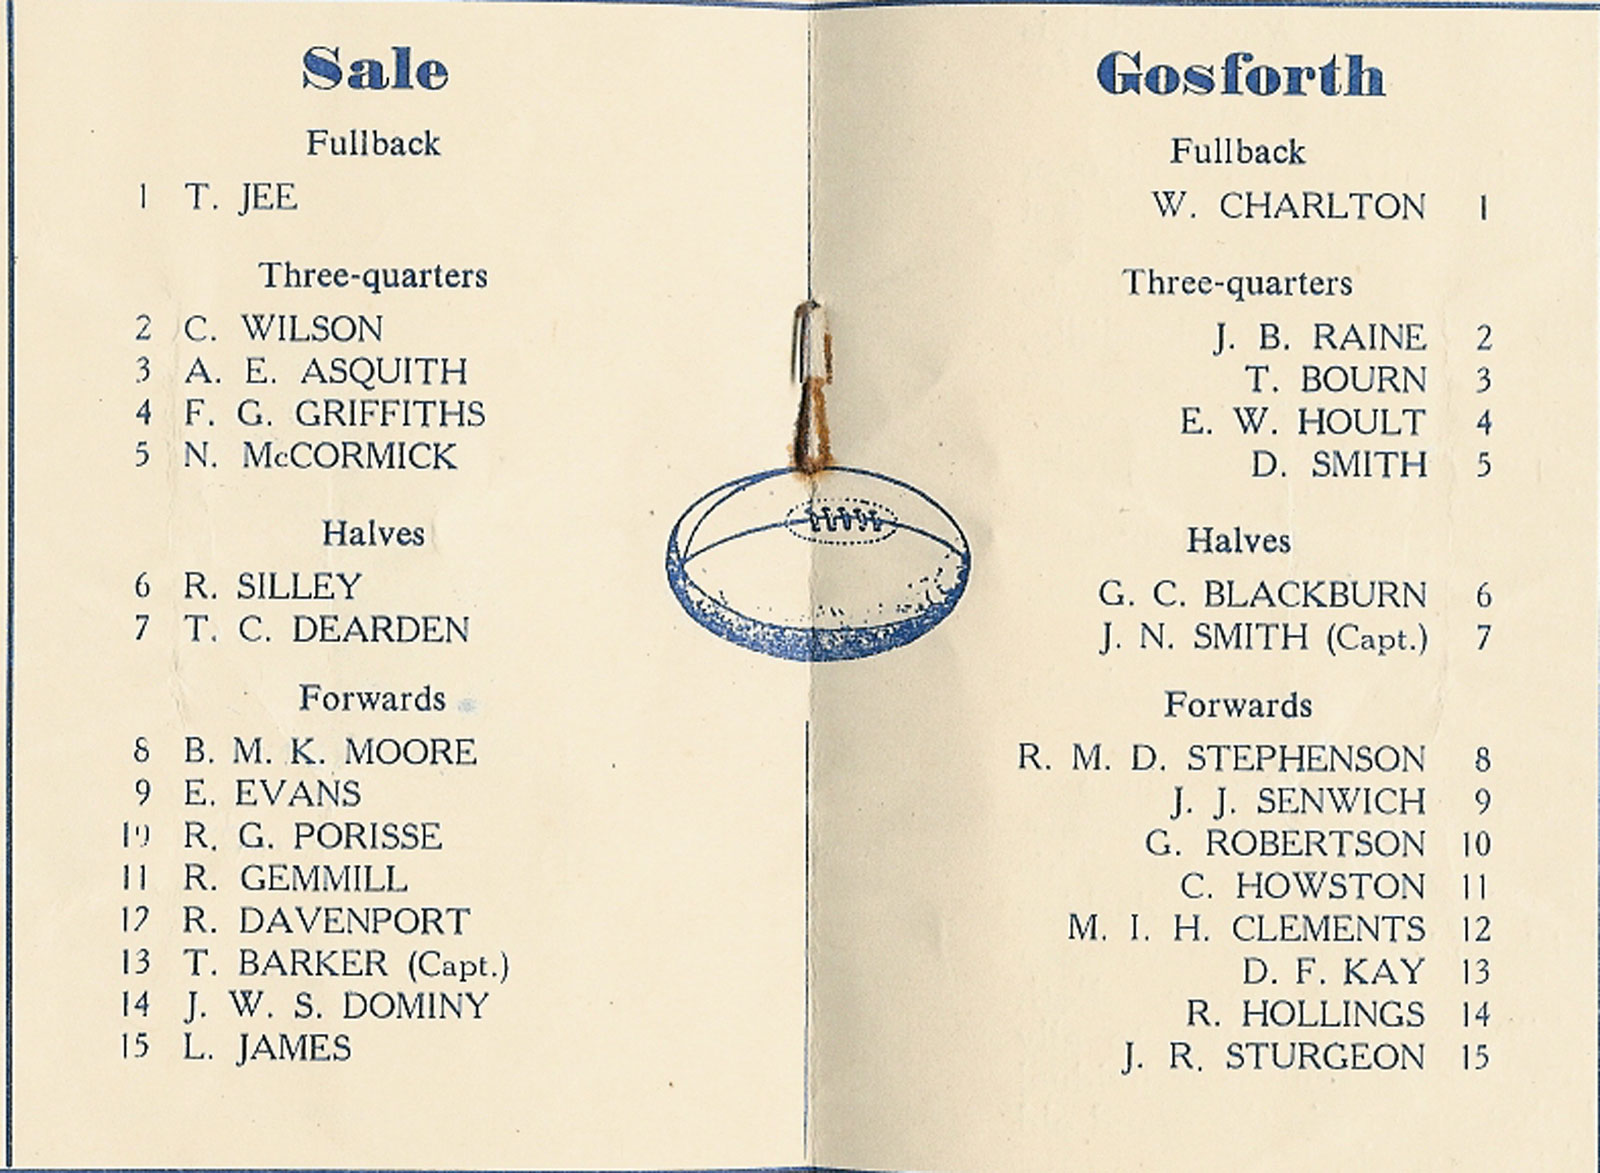 Sale
Fullback
1 T. JEE
Three-quarters
2 C. WILSON
3 A. E. ASQUITH
4 F. G. GRIFFITHS
5 N. McCORMICK
Halves
6 R. SILLEY
7 T. C. DEARDEN
Forwards
8 B. M. K. MOORE
9 E. EVANS
10 R. G. PORISSE
11 R. GEMMILL
12 R. DAVENPORT
13 T. BARKER (Capt.)
14 J. W. S. DOMINY
15 L. JAMES
Gosforth
Fullback
W. CHARLTON 1
Three-quarters
J. B. RAINE 2
T. BOURN 3
E. W. HOULT 4
D. SMITH 5
Halves
G. C. BLACKBURN 6
J. N. SMITH (Capt.) 7
Forwards
R. M. D. STEPHENSON 8
J. J. SENWICH 9
G. ROBERTSON 10
C. HOWSTON 11
M. I. H. CLEMENTS 12
D. F. KAY 13
R. HOLLINGS 14
J. R. STURGEON 15